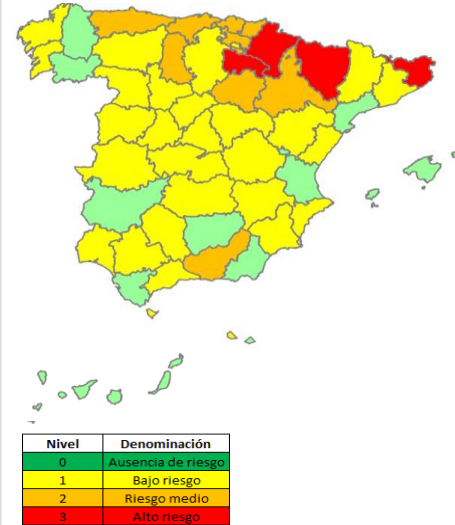 Nivel Denominación
0 Ausencia de riesgo
1 Bajo riesgo
2 Riesgo medio
3 Alto riesgo